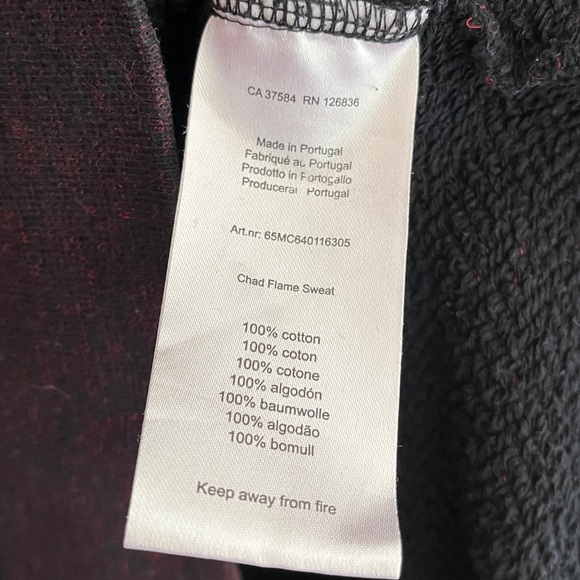 CA 37584 RN 126836
Made in Portugal
Fabriqué au Portugal
Prodotto in Portogallo
Producerai Portugal
Art.nr: 65MC640116305
Chad Flame Sweat
100% cotton
100% coton
100% cotone
100% algodón
100% baumwolle
100% algodão
100% bomull
Keep away from fire